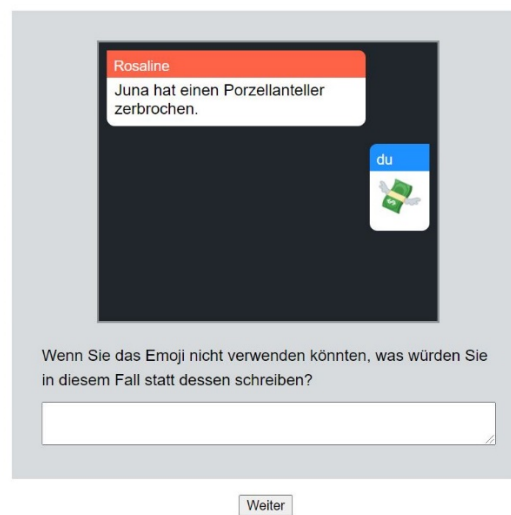 Rosaline
Juna hat einen Porzellanteller
zerbrochen.
du
Wenn Sie das Emoji nicht verwenden könnten, was würden Sie
in diesem Fall statt dessen schreiben?
Weiter